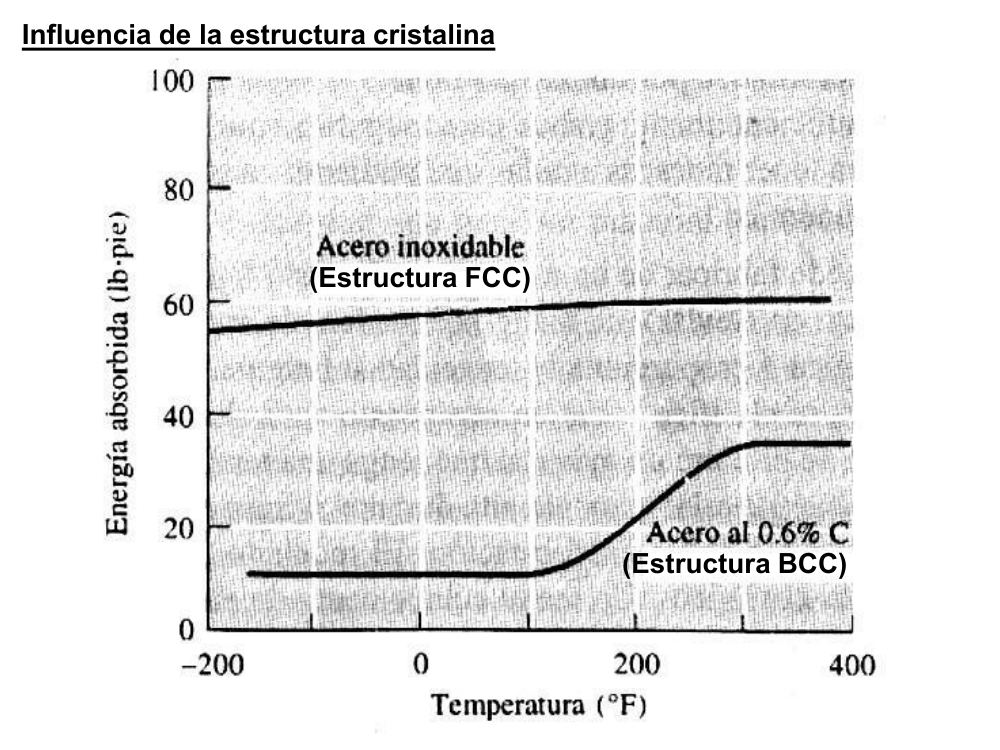 Influencia de la estructura cristalina
100
80
60
40
20
0
Energía absorbida (lb·pie)
Acero inoxidable
(Estructura FCC)
Acero al 0.6% C
(Estructura BCC)
-200
0
200
400
Temperatura (°F)